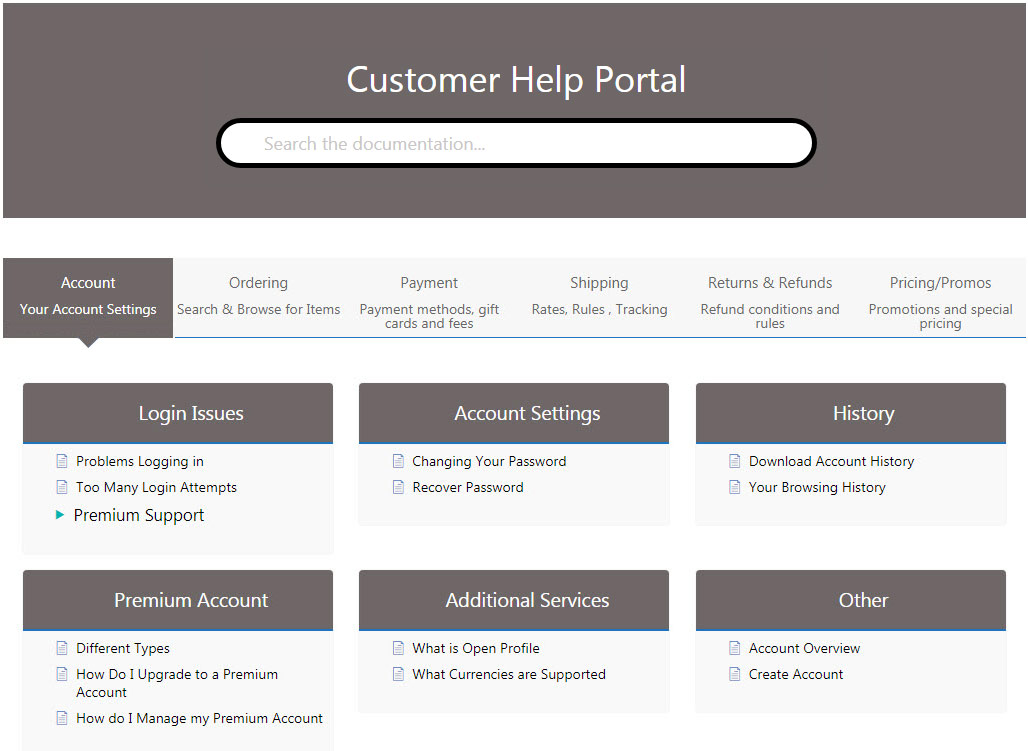 Customer Help Portal
Search the documentation...
Account
Your Account Settings
Ordering
Search & Browse for Items
Payment
Payment methods, gift
cards and fees
Shipping
Rates, Rules , Tracking
Returns & Refunds
Refund conditions and
rules
Pricing/Promos
Promotions and special
pricing
Login Issues
Problems Logging in
Too Many Login Attempts
Premium Support
Account Settings
Changing Your Password
Recover Password
History
Download Account History
Your Browsing History
Premium Account
Different Types
How Do I Upgrade to a Premium
Account
How do I Manage my Premium Account
Additional Services
What is Open Profile
What Currencies are Supported
Other
Account Overview
Create Account